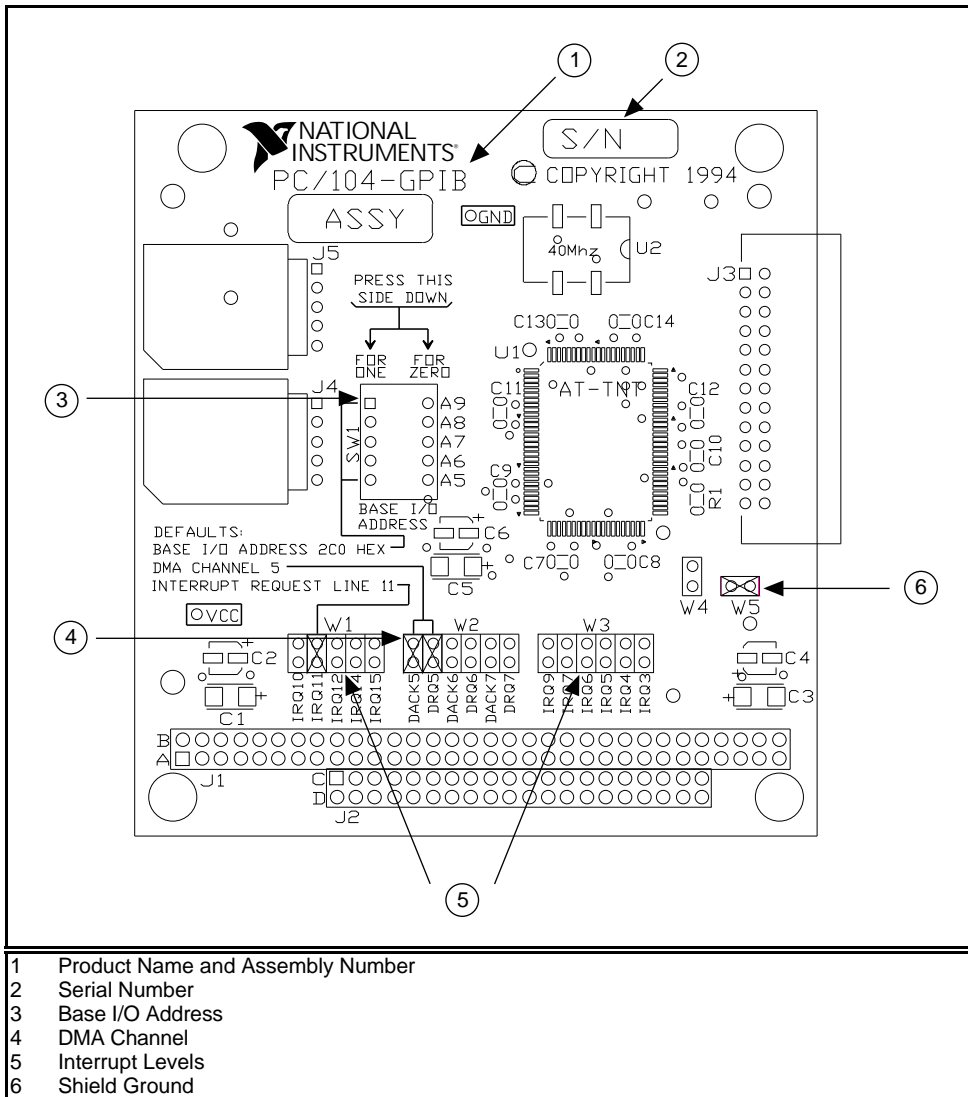 1
2
NATIONAL
INSTRUMENTS®
PC/104-GPIB
S/N
© COPYRIGHT 1994
ASSY
GND
40Mhz
U2
J5
J3
PRESS THIS
SIDE DOWN
C13
C14
FOR
ONE
FOR
ZERO
U1
AT-TNT
3
J4
SW1
A9
A8
A7
A6
A5
C11
C12
C9
C10
R1
BASE I/O
ADDRESS
C6
C5
C7
C8
DEFAULTS:
BASE I/O ADDRESS 2C0 HEX
DMA CHANNEL 5
INTERRUPT REQUEST LINE 11
W4
W5
6
VCC
4
W1
W2
W3
C2
C1
C4
C3
IRQ10
IRQ11
IRQ12
IRQ14
IRQ15
DACK5
DRQ5
DACK6
DRQ6
DACK7
DRQ7
IRQ9
IRQ7
IRQ6
IRQ5
IRQ4
IRQ3
B
A
J1
C
D
J2
5
1 Product Name and Assembly Number
2 Serial Number
3 Base I/O Address
4 DMA Channel
5 Interrupt Levels
6 Shield Ground